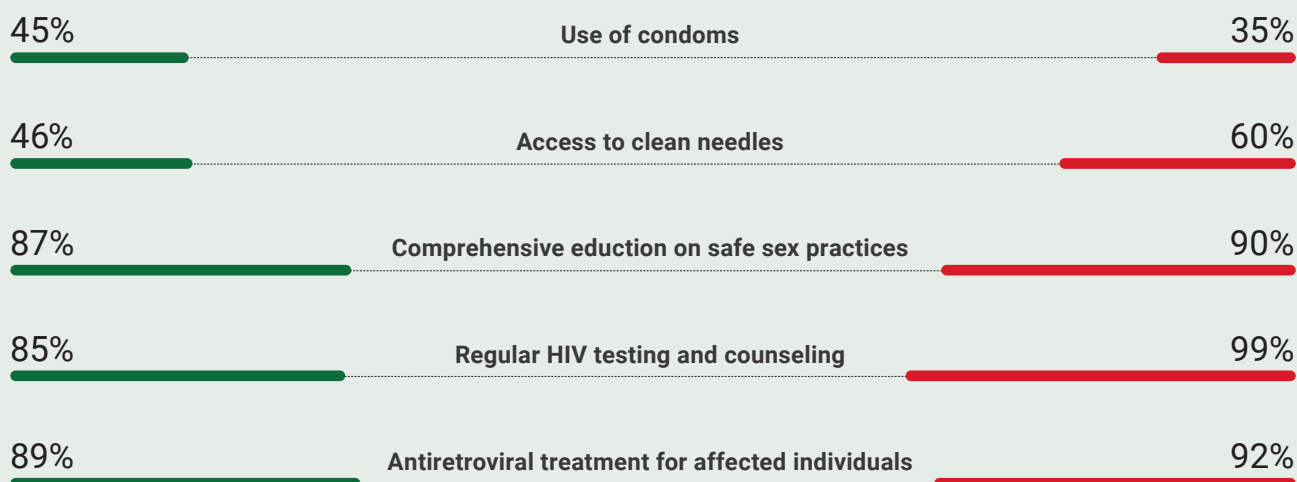 45% Use of condoms 35%
46% Access to clean needles 60%
87% Comprehensive eduction on safe sex practices 90%
85% Regular HIV testing and counseling 99%
89% Antiretroviral treatment for affected individuals 92%